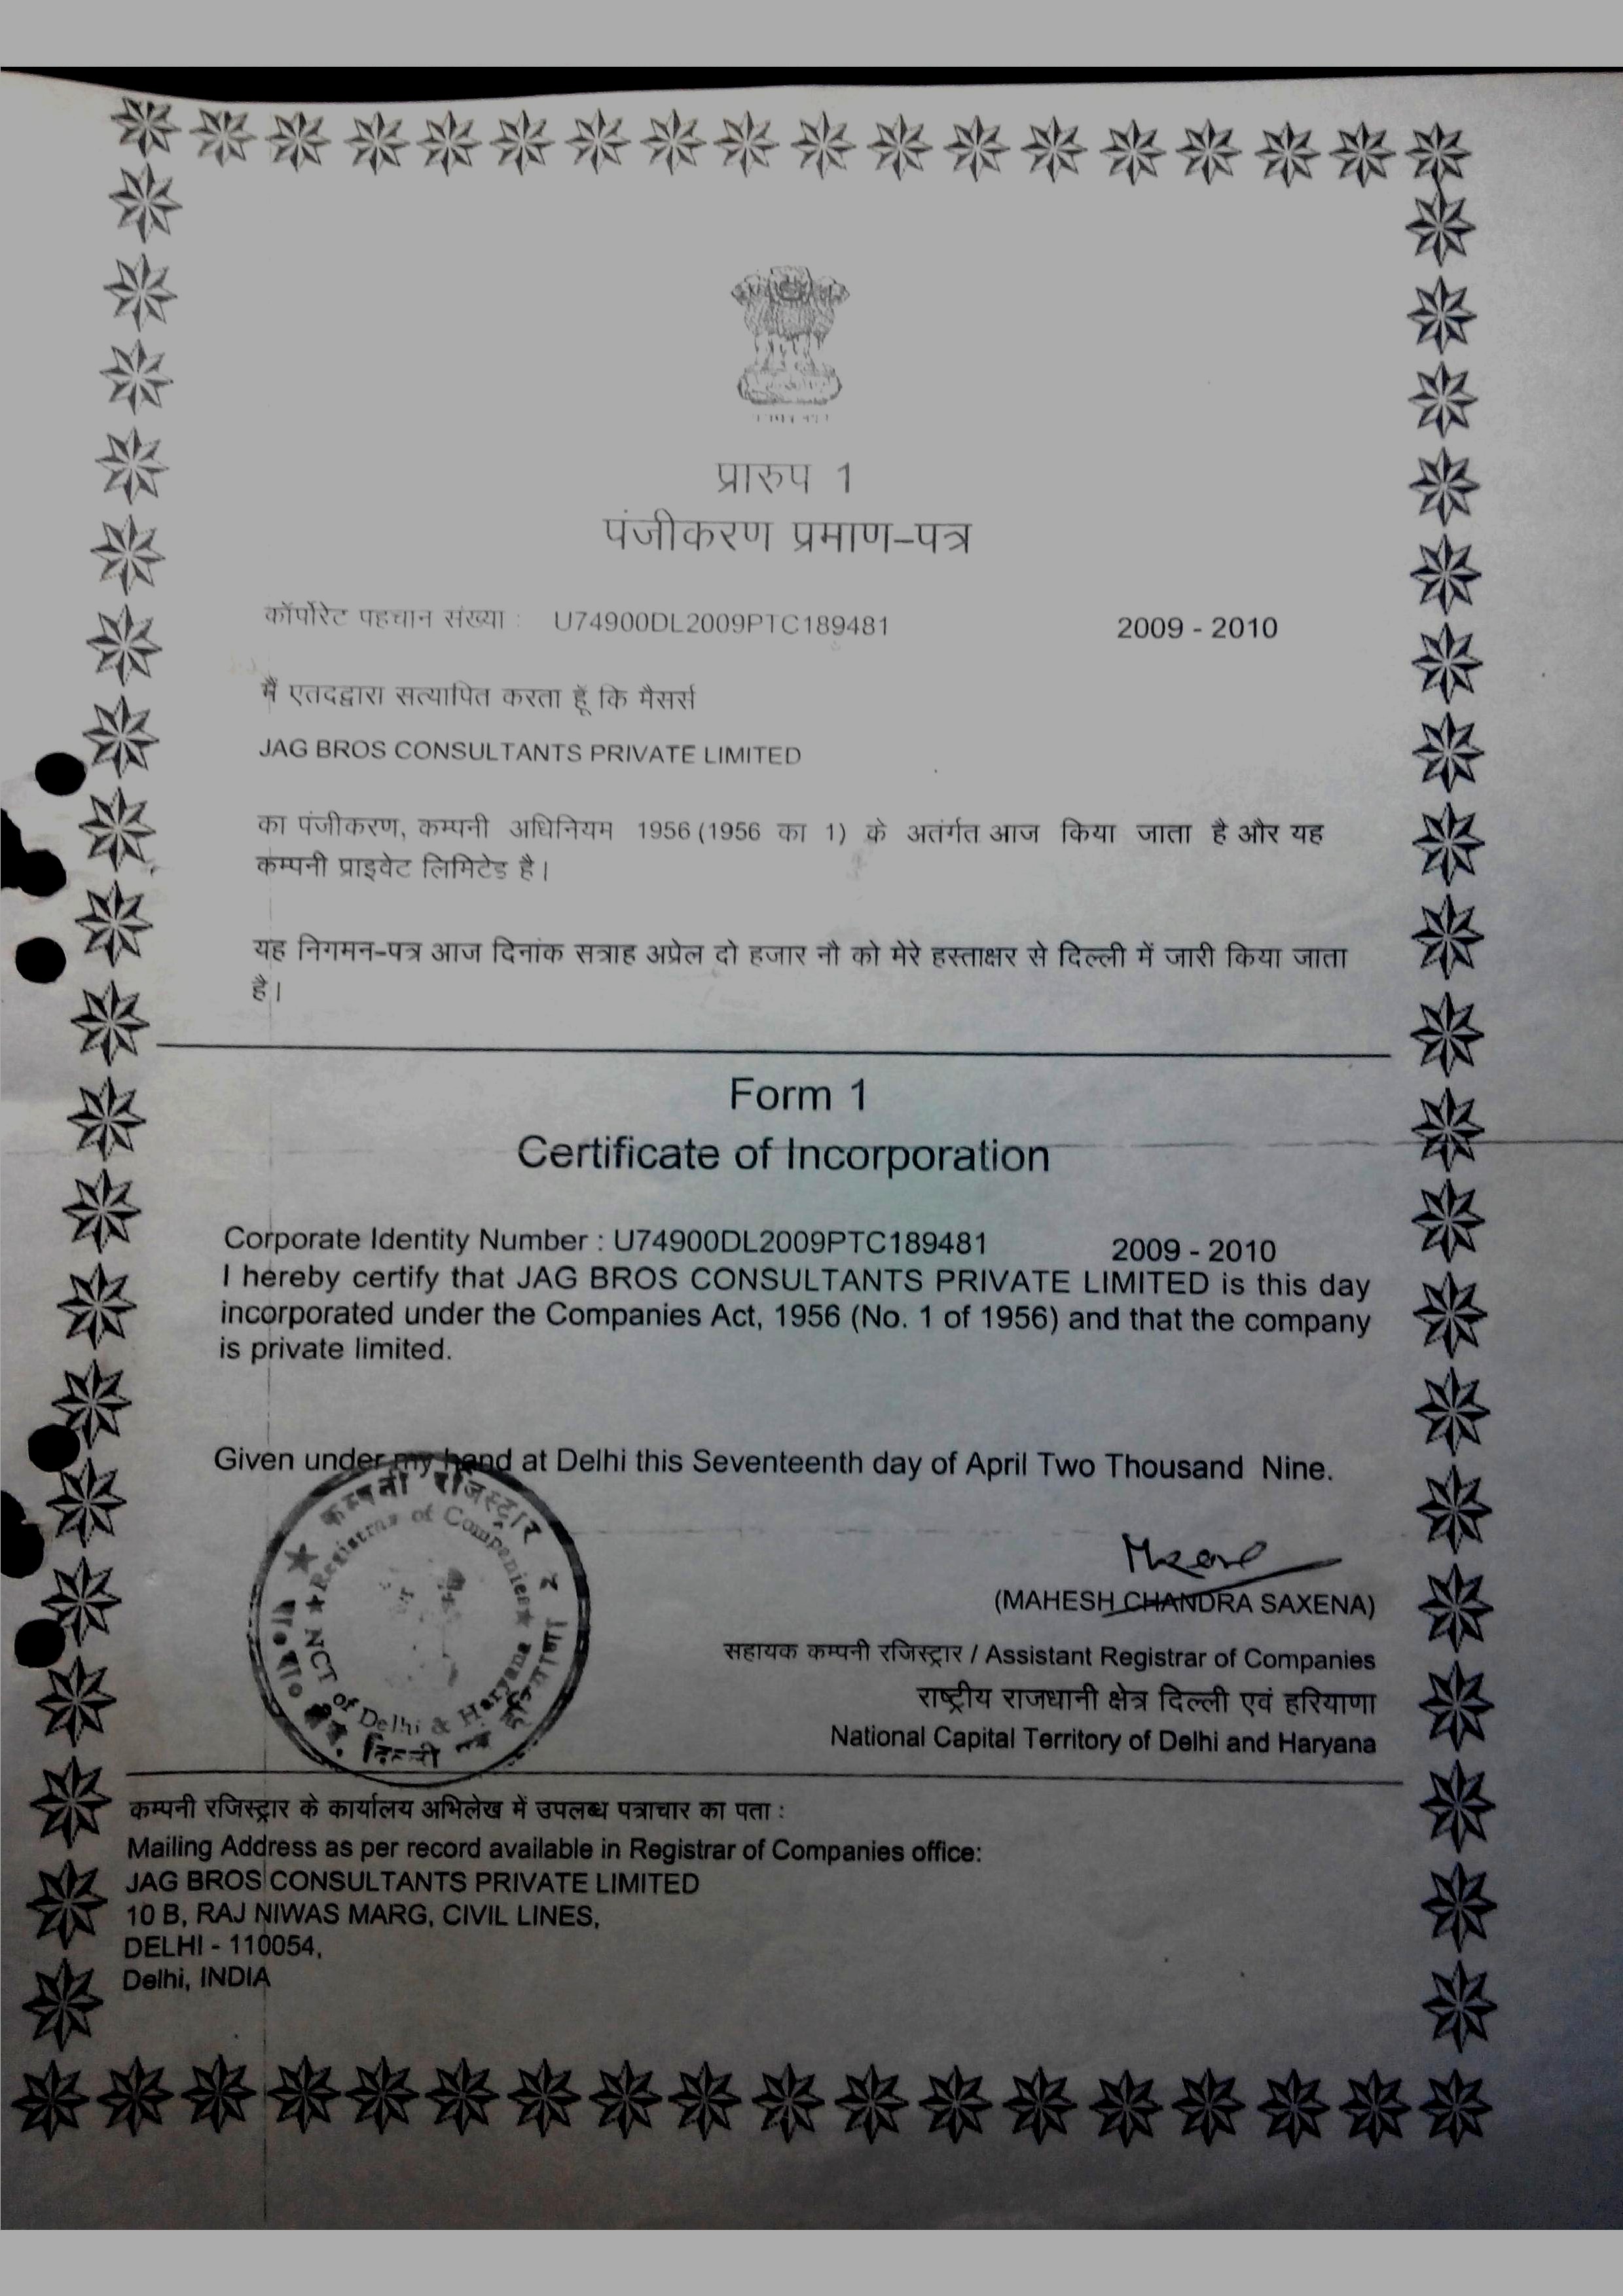 प्रारुप 1
पंजीकरण प्रमाण-पत्र
कॉर्पोरेट पहचान संख्या : U74900DL2009PTC189481 2009 - 2010
मैं एतदद्वारा सत्यापित करता हूँ कि मैसर्स
JAG BROS CONSULTANTS PRIVATE LIMITED
का पंजीकरण, कम्पनी अधिनियम 1956 (1956 का 1) के अतंर्गत आज किया जाता है और यह
कम्पनी प्राइवेट लिमिटेड है।
यह निगमन-पत्र आज दिनांक सत्राह अप्रेल दो हजार नौ को मेरे हस्ताक्षर से दिल्ली में जारी किया जाता
है।
Form 1
Certificate of Incorporation
Corporate Identity Number : U74900DL2009PTC189481 2009 - 2010
I hereby certify that JAG BROS CONSULTANTS PRIVATE LIMITED is this day
incorporated under the Companies Act, 1956 (No. 1 of 1956) and that the company
is private limited.
Given under my hand at Delhi this Seventeenth day of April Two Thousand Nine.
कम्पनी रजिस्ट्रार
Registrar of Companies
NCT of Delhi & Haryana
दिल्ली
(MAHESH CHANDRA SAXENA)
सहायक कम्पनी रजिस्ट्रार / Assistant Registrar of Companies
राष्ट्रीय राजधानी क्षेत्र दिल्ली एवं हरियाणा
National Capital Territory of Delhi and Haryana
कम्पनी रजिस्ट्रार के कार्यालय अभिलेख में उपलब्ध पत्राचार का पता :
Mailing Address as per record available in Registrar of Companies office:
JAG BROS CONSULTANTS PRIVATE LIMITED
10 B, RAJ NIWAS MARG, CIVIL LINES,
DELHI - 110054,
Delhi, INDIA